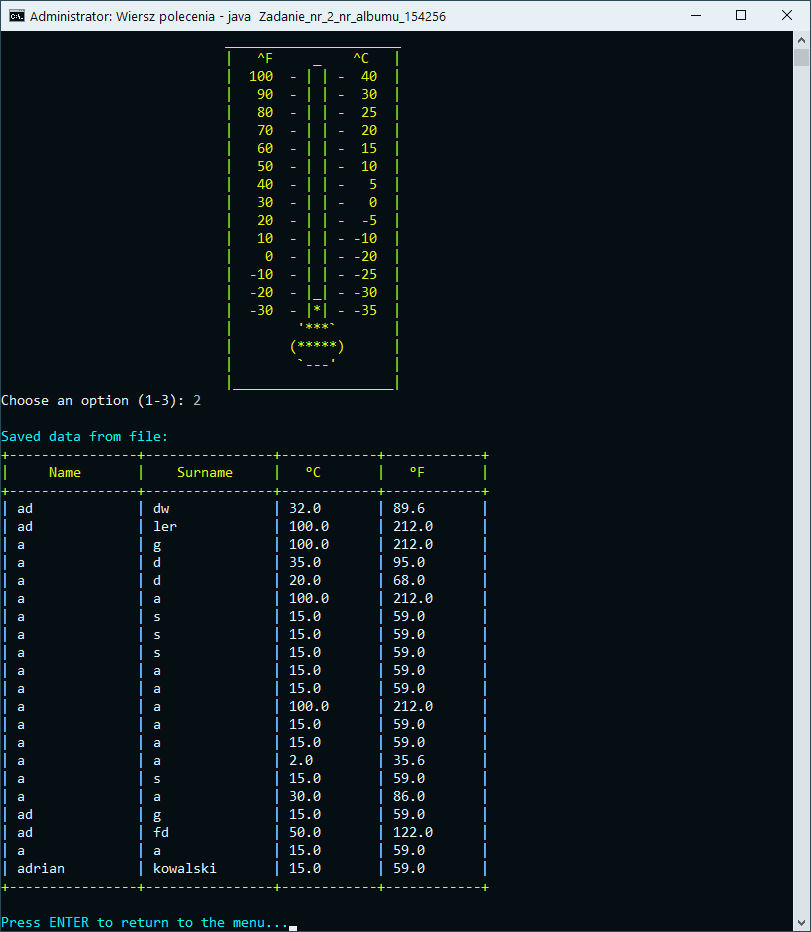 Administrator: Wiersz polecenia - java  Zadanie_nr_2_nr_albumu_154256
 _____________________
|   ^F     _    ^C   |
|  100  - | | -  40  |
|   90  - | | -  30  |
|   80  - | | -  25  |
|   70  - | | -  20  |
|   60  - | | -  15  |
|   50  - | | -  10  |
|   40  - | | -   5  |
|   30  - | | -   0  |
|   20  - | | -  -5  |
|   10  - | | - -10  |
|    0  - | | - -20  |
|  -10  - | | - -25  |
|  -20  - |_| - -30  |
|  -30  - |*| - -35  |
|        '***`       |
|       (*****)      |
|        `---'       |
|____________________|
Choose an option (1-3): 2
Saved data from file:
+----------------+----------------+------------+------------+
|     Name       |    Surname     |   ºC       |   ºF       |
+----------------+----------------+------------+------------+
| ad             | dw             | 32.0       | 89.6       |
| ad             | ler            | 100.0      | 212.0      |
| a              | g              | 100.0      | 212.0      |
| a              | d              | 35.0       | 95.0       |
| a              | d              | 20.0       | 68.0       |
| a              | a              | 100.0      | 212.0      |
| a              | s              | 15.0       | 59.0       |
| a              | s              | 15.0       | 59.0       |
| a              | s              | 15.0       | 59.0       |
| a              | a              | 15.0       | 59.0       |
| a              | a              | 15.0       | 59.0       |
| a              | a              | 100.0      | 212.0      |
| a              | a              | 15.0       | 59.0       |
| a              | a              | 15.0       | 59.0       |
| a              | a              | 2.0        | 35.6       |
| a              | s              | 15.0       | 59.0       |
| a              | a              | 30.0       | 86.0       |
| ad             | g              | 15.0       | 59.0       |
| ad             | fd             | 50.0       | 122.0      |
| a              | a              | 15.0       | 59.0       |
| adrian         | kowalski       | 15.0       | 59.0       |
+----------------+----------------+------------+------------+
Press ENTER to return to the menu...